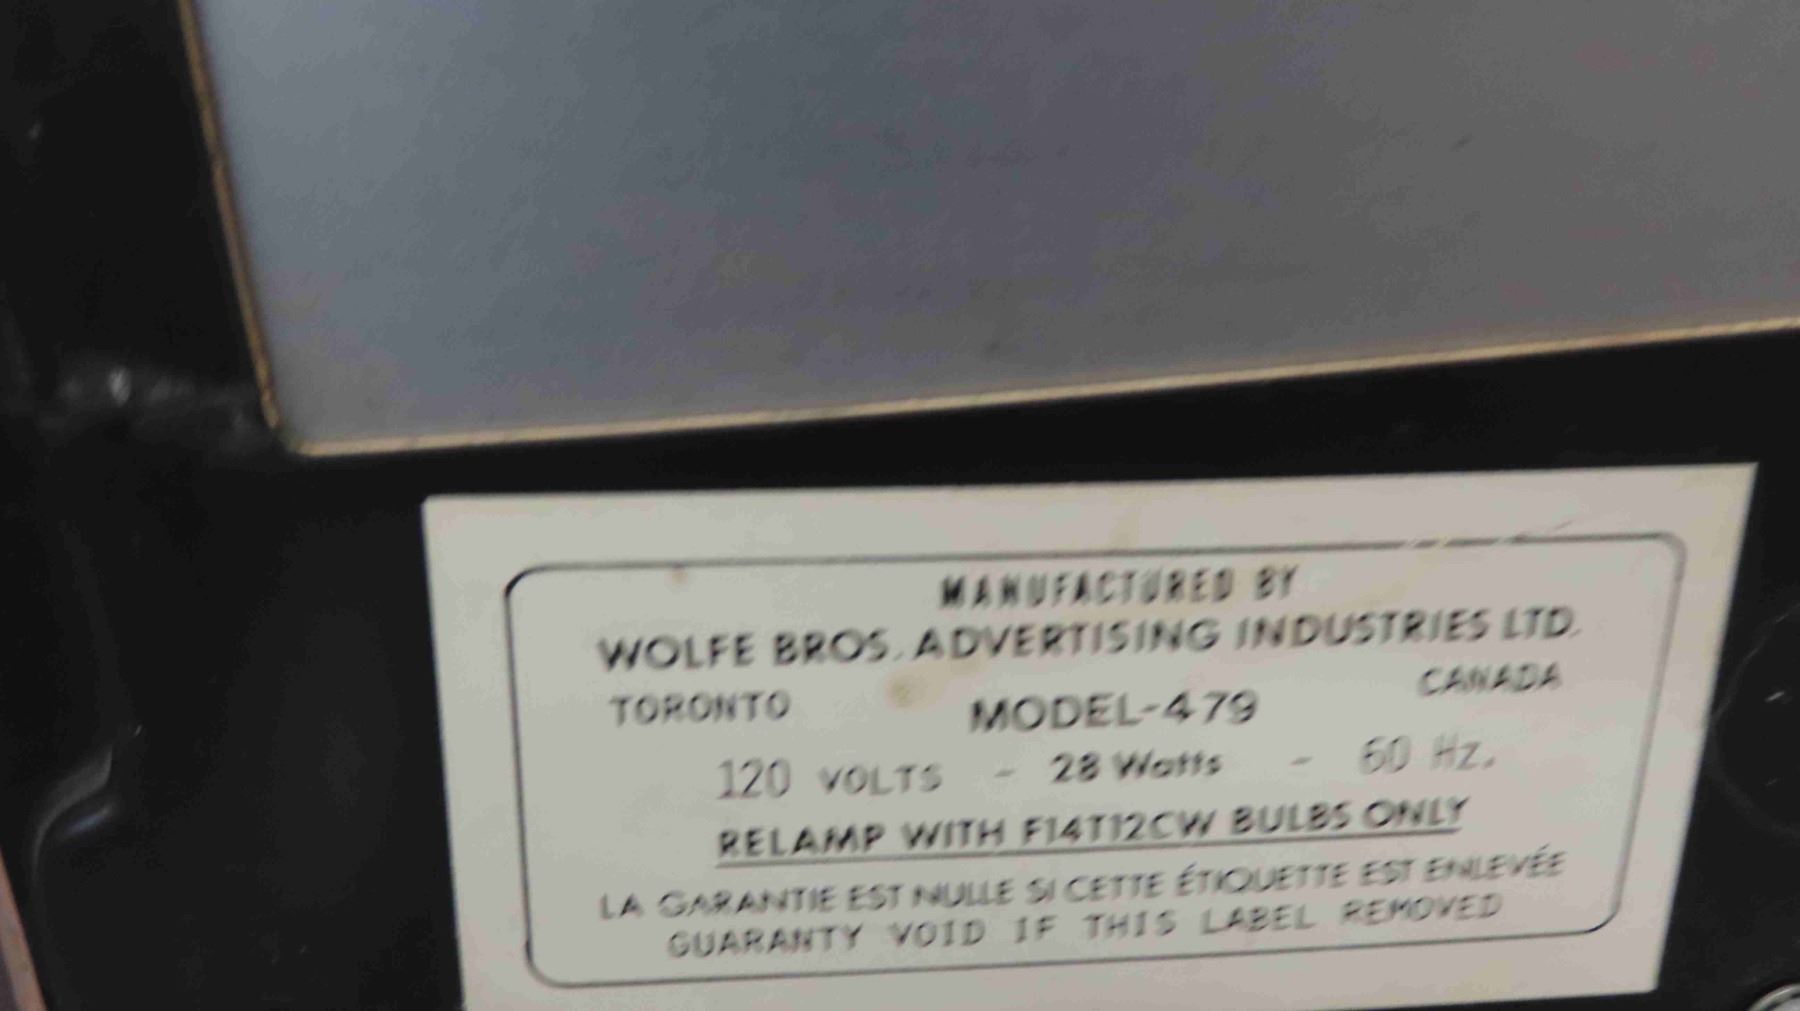 MANUFACTURED BY
WOLFE BROS. ADVERTISING INDUSTRIES LTD.
TORONTO MODEL-479 CANADA
120 VOLTS - 28 Watts - 60 Hz.
RELAMP WITH F14T12CW BULBS ONLY
LA GARANTIE EST NULLE SI CETTE ÉTIQUETTE EST ENLEVÉE
GUARANTY VOID IF THIS LABEL REMOVED